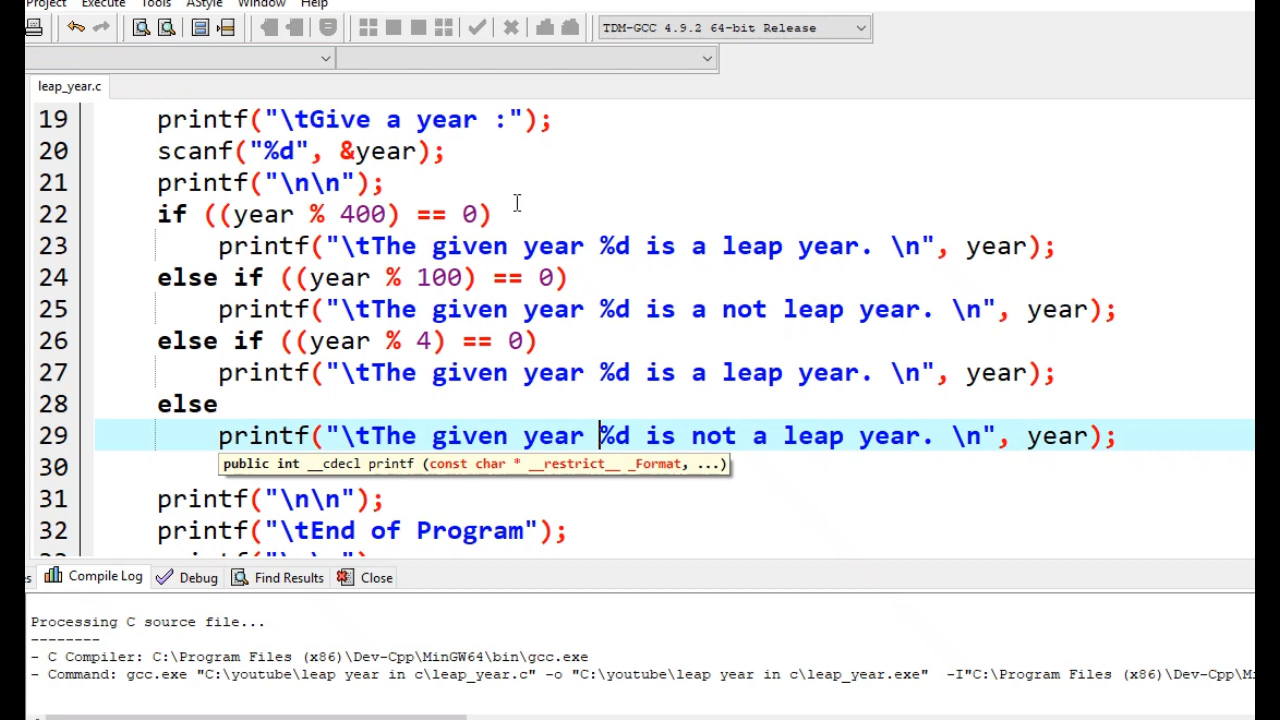 Project Execute Tools AStyle Window Help
TDM-GCC 4.9.2 64-bit Release
leap_year.c
19 printf("\tGive a year :");
20 scanf("%d", &year);
21 printf("\n\n");
22 if ((year % 400) == 0)
23 printf("\tThe given year %d is a leap year. \n", year);
24 else if ((year % 100) == 0)
25 printf("\tThe given year %d is a not leap year. \n", year);
26 else if ((year % 4) == 0)
27 printf("\tThe given year %d is a leap year. \n", year);
28 else
29 printf("\tThe given year %d is not a leap year. \n", year);
public int __cdecl printf (const char * __restrict__ _Format, ...)
30
31 printf("\n\n");
32 printf("\tEnd of Program");
Compile Log Debug Find Results Close
Processing C source file...
--------
- C Compiler: C:\Program Files (x86)\Dev-Cpp\MinGW64\bin\gcc.exe
- Command: gcc.exe "C:\youtube\leap year in c\leap_year.c" -o "C:\youtube\leap year in c\leap_year.exe" -I"C:\Program Files (x86)\Dev-Cpp\Mi